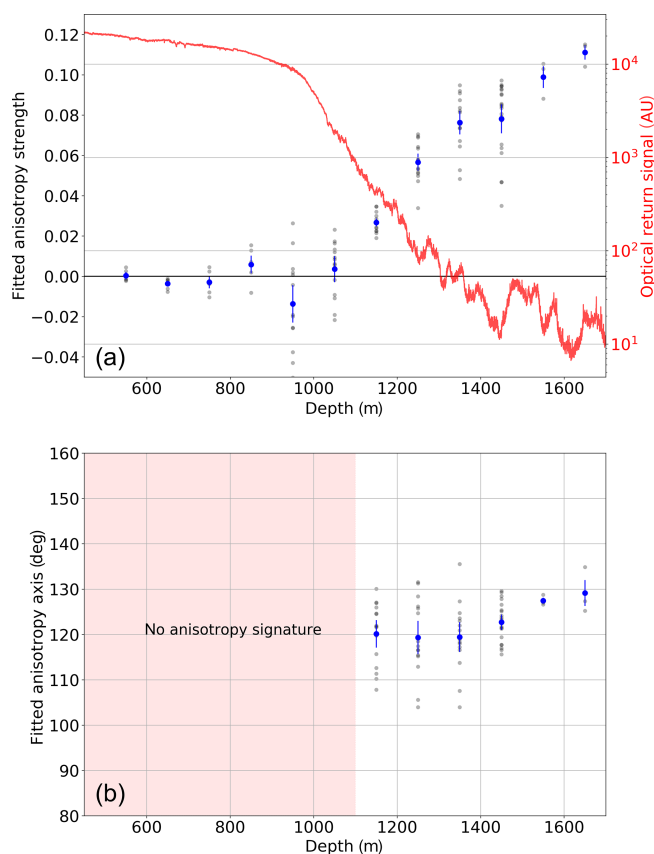 0.12
0.10
0.08
0.06
0.04
0.02
0.00
−0.02
−0.04
Fitted anisotropy strength
10⁴
10³
10²
10¹
Optical return signal (AU)
(a)
600 800 1000 1200 1400 1600
Depth (m)
160
150
140
130
120
110
100
90
80
Fitted anisotropy axis (deg)
No anisotropy signature
(b)
600 800 1000 1200 1400 1600
Depth (m)